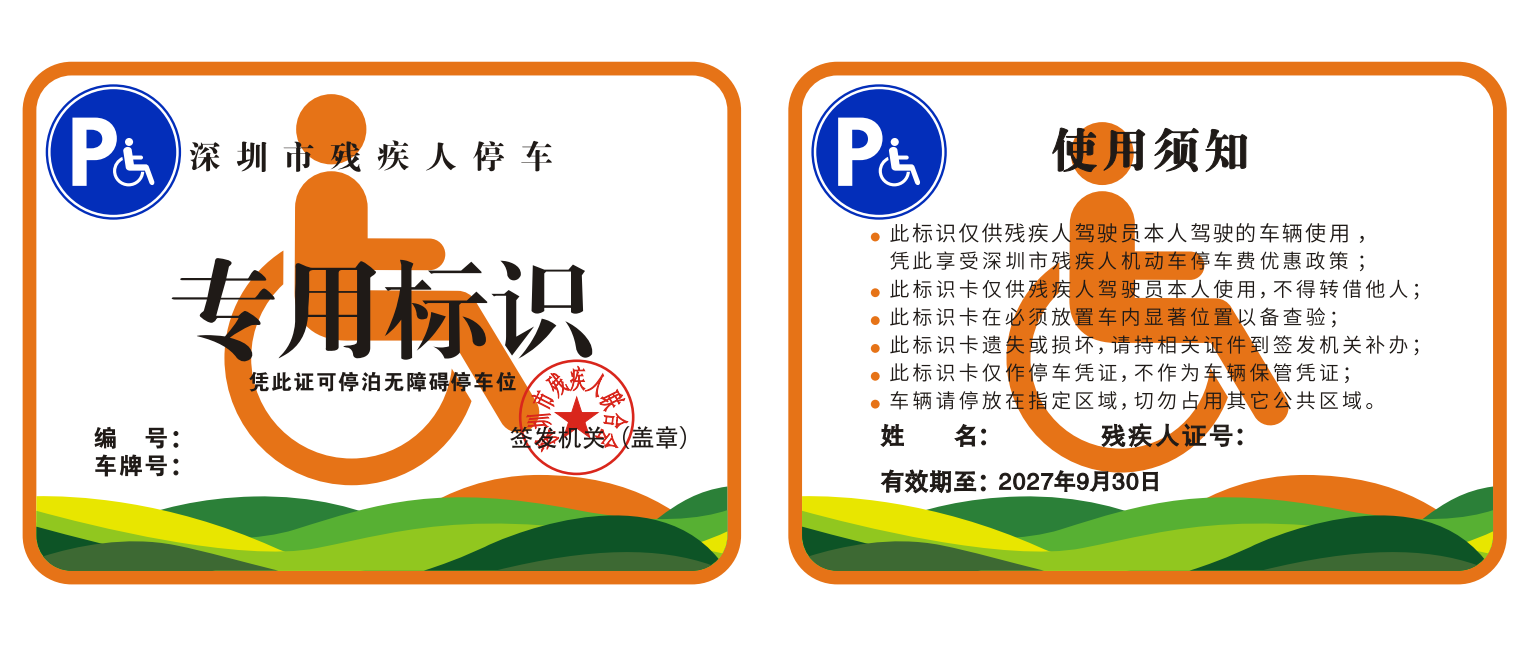 P
深圳市残疾人停车
专用标识
凭此证可停泊无障碍停车位
深圳市残疾人联合会
签发机关（盖章）
编　号：
车牌号：
P
使用须知
此标识仅供残疾人驾驶员本人驾驶的车辆使用，
凭此享受深圳市残疾人机动车停车费优惠政策；
此标识卡仅供残疾人驾驶员本人使用，不得转借他人；
此标识卡在必须放置车内显著位置以备查验；
此标识卡遗失或损坏，请持相关证件到签发机关补办；
此标识卡仅作停车凭证，不作为车辆保管凭证；
车辆请停放在指定区域，切勿占用其它公共区域。
姓　　名：　　　　残疾人证号：
有效期至：2027年9月30日